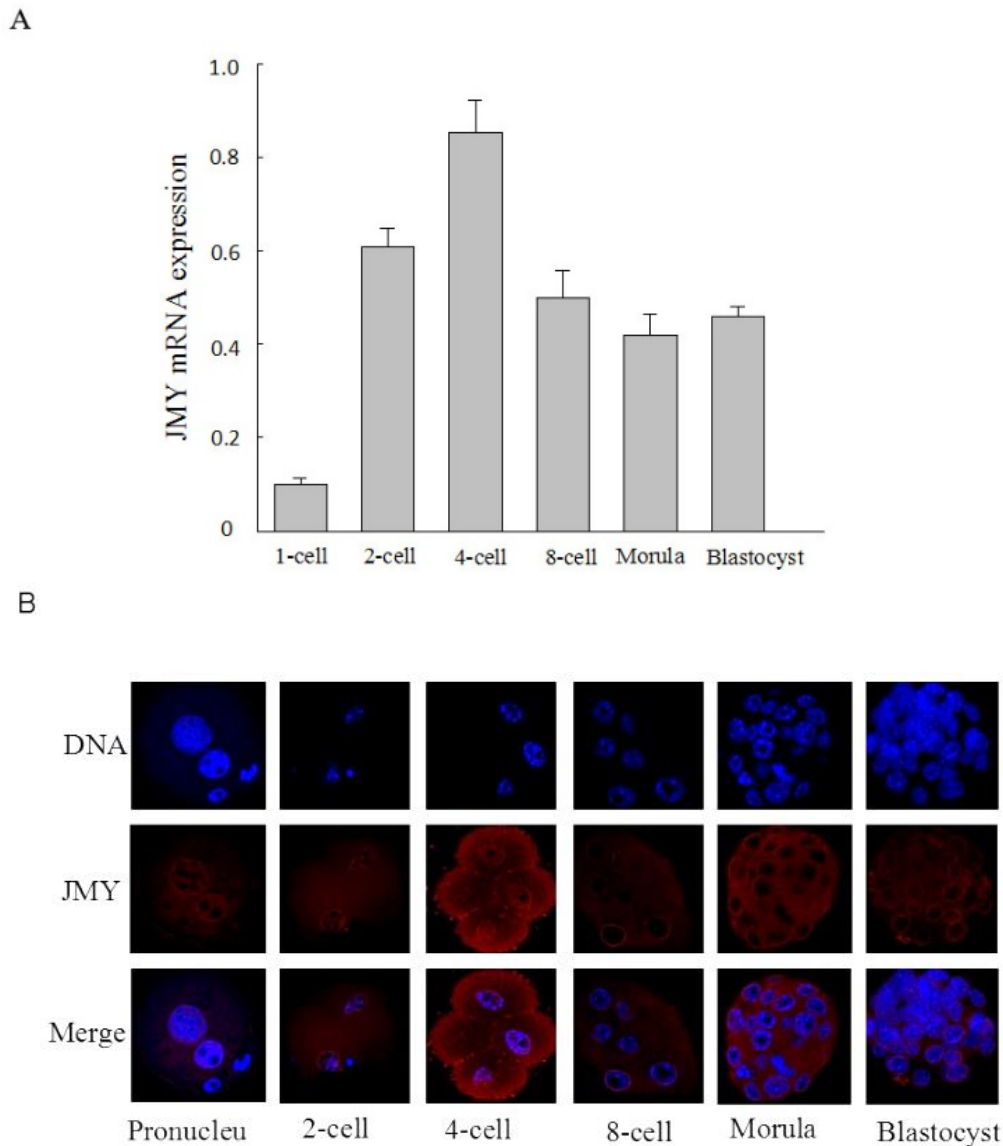 A
1.0
0.8
0.6
0.4
0.2
0
JMY mRNA expression
1-cell 2-cell 4-cell 8-cell Morula Blastocyst
B
DNA
JMY
Merge
Pronucleu 2-cell 4-cell 8-cell Morula Blastocyst